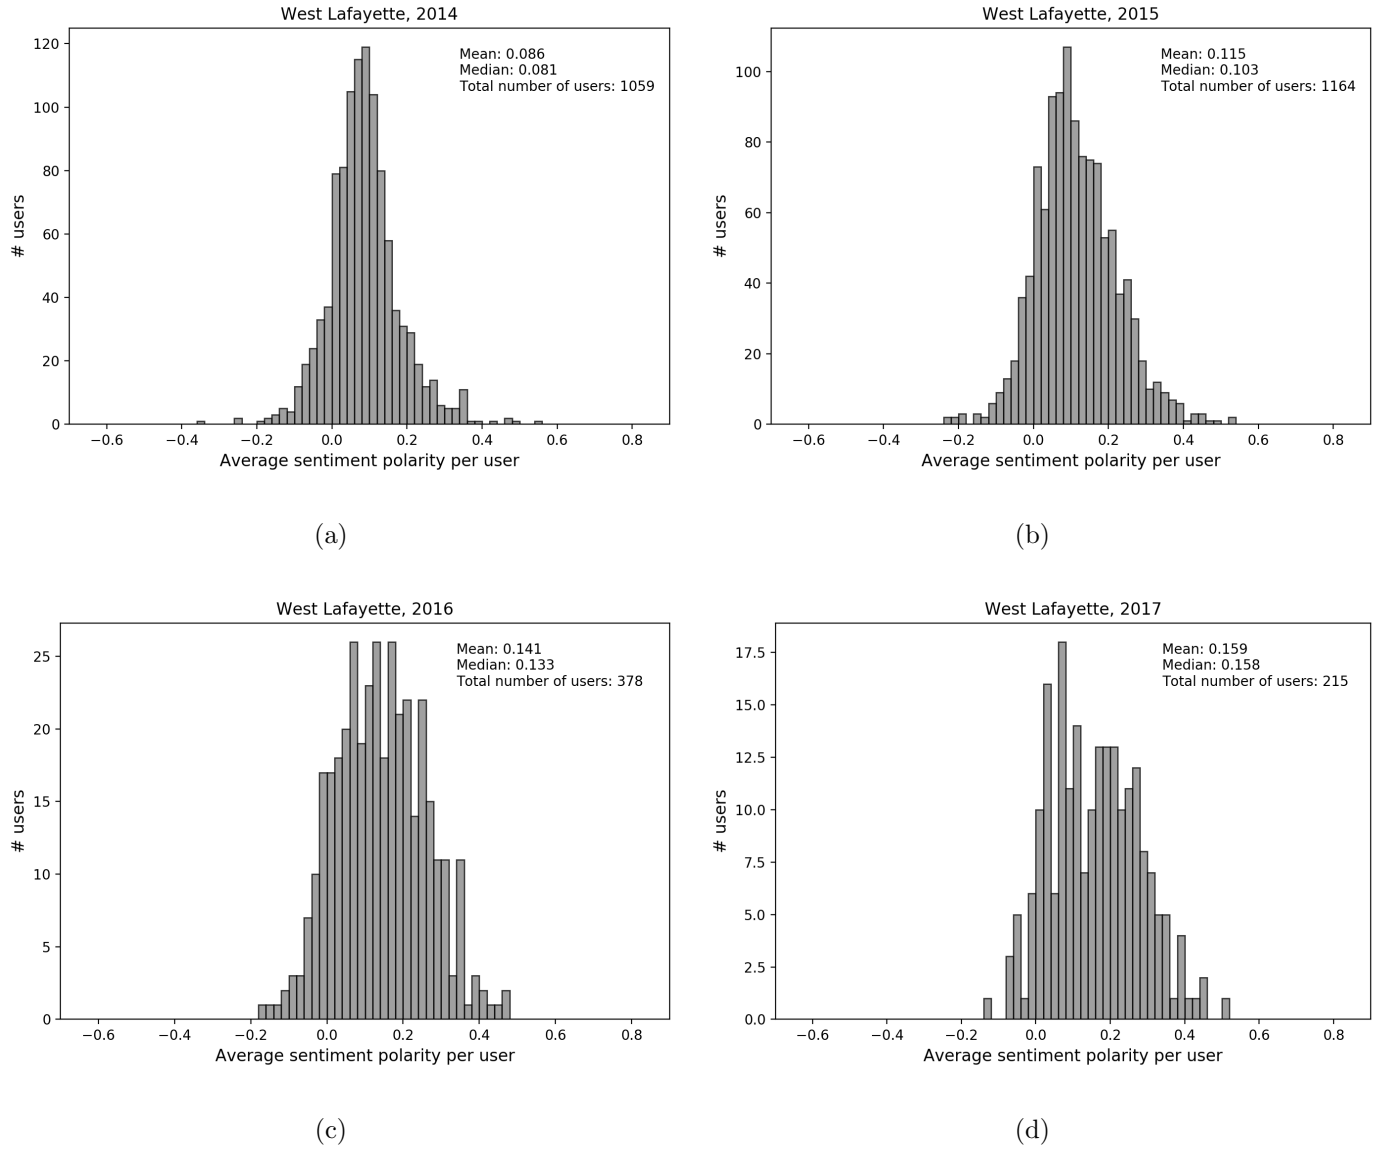 West Lafayette, 2014
Mean: 0.086
Median: 0.081
Total number of users: 1059
# users
120
100
80
60
40
20
0
−0.6 −0.4 −0.2 0.0 0.2 0.4 0.6 0.8
Average sentiment polarity per user
(a)
West Lafayette, 2015
Mean: 0.115
Median: 0.103
Total number of users: 1164
# users
100
80
60
40
20
0
−0.6 −0.4 −0.2 0.0 0.2 0.4 0.6 0.8
Average sentiment polarity per user
(b)
West Lafayette, 2016
Mean: 0.141
Median: 0.133
Total number of users: 378
# users
25
20
15
10
5
0
−0.6 −0.4 −0.2 0.0 0.2 0.4 0.6 0.8
Average sentiment polarity per user
(c)
West Lafayette, 2017
Mean: 0.159
Median: 0.158
Total number of users: 215
# users
17.5
15.0
12.5
10.0
7.5
5.0
2.5
0.0
−0.6 −0.4 −0.2 0.0 0.2 0.4 0.6 0.8
Average sentiment polarity per user
(d)